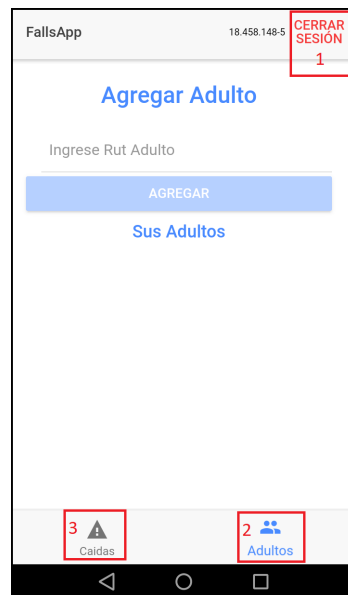 FallsApp
18.458.148-5
CERRAR
SESIÓN
1
Agregar Adulto
Ingrese Rut Adulto
AGREGAR
Sus Adultos
3
Caidas
2
Adultos